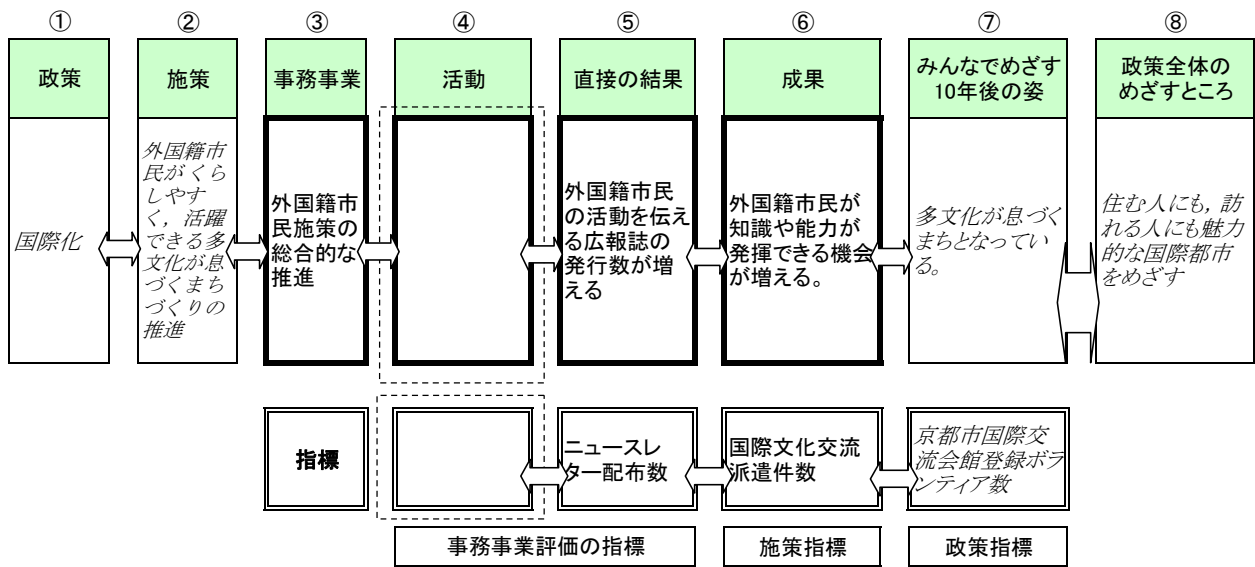 ①
②
③
④
⑤
⑥
⑦
⑧
政策
施策
事務事業
活動
直接の結果
成果
みんなでめざす
10年後の姿
政策全体の
めざすところ
国際化
外国籍市
民がくら
しやす
く，活躍
できる多
文化が息
づくまち
づくりの
推進
外国籍市
民施策の
総合的な
推進
外国籍市民
の活動を伝え
る広報誌の
発行数が増
える
外国籍市民が
知識や能力が
発揮できる機会
が増える。
多文化が息づく
まちとなってい
る。
住む人にも，訪
れる人にも魅力
的な国際都市
をめざす
指標
ニュースレ
ター配布数
国際文化交流
派遣件数
京都市国際交
流会館登録ボラ
ンティア数
事務事業評価の指標
施策指標
政策指標